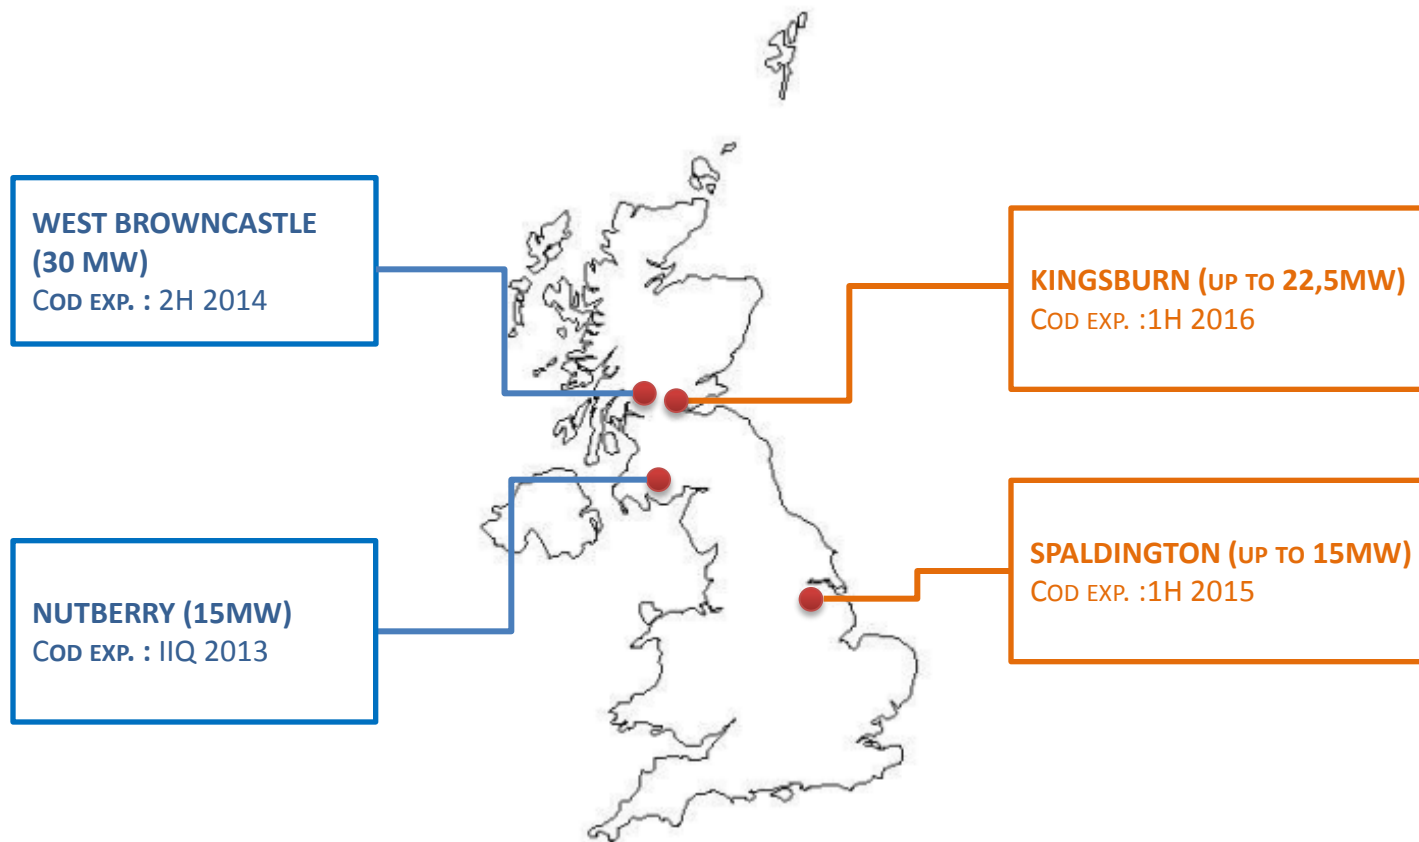 WEST BROWNCASTLE
(30 MW)
COD EXP. : 2H 2014
KINGSBURN (UP TO 22,5MW)
COD EXP. :1H 2016
NUTBERRY (15MW)
COD EXP. : IIQ 2013
SPALDINGTON (UP TO 15MW)
COD EXP. :1H 2015